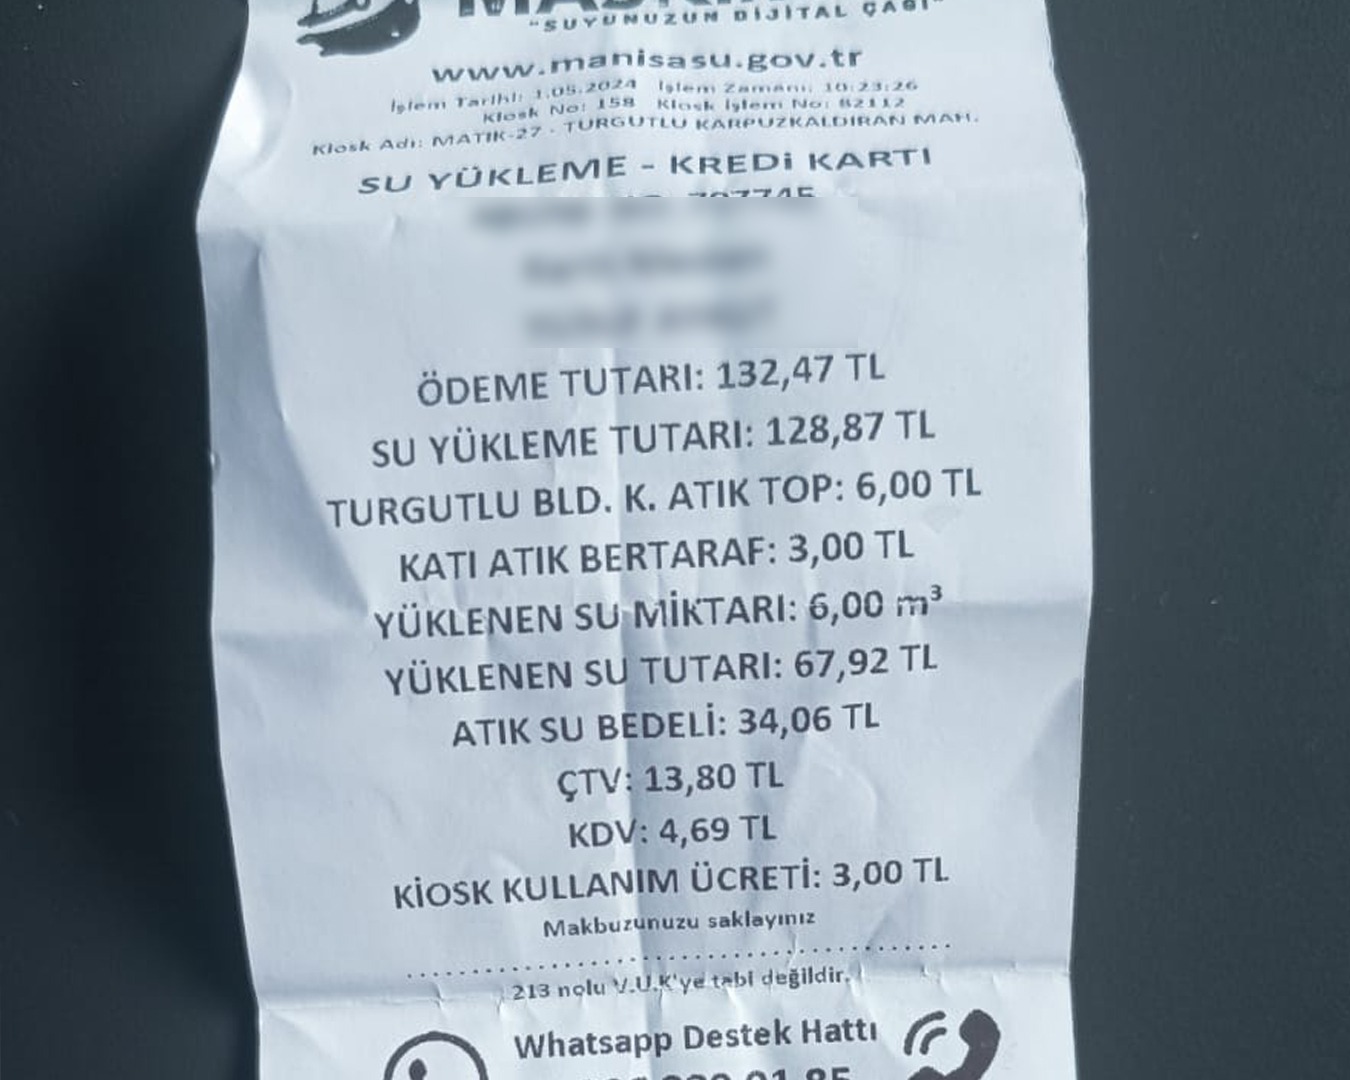 "SUYUNUZUN DİJİTAL ÇAĞI"
www.manisasu.gov.tr
İşlem Tarihi: 1.05.2024 İşlem Zamanı: 10:23:26
Kiosk No: 158 Kiosk İşlem No: 82112
Kiosk Adı: MATİK-27 - TURGUTLU KARPUZKALDIRAN MAH.
SU YÜKLEME - KREDİ KARTI
ÖDEME TUTARI: 132,47 TL
SU YÜKLEME TUTARI: 128,87 TL
TURGUTLU BLD. K. ATIK TOP: 6,00 TL
KATI ATIK BERTARAF: 3,00 TL
YÜKLENEN SU MİKTARI: 6,00 m³
YÜKLENEN SU TUTARI: 67,92 TL
ATIK SU BEDELİ: 34,06 TL
ÇTV: 13,80 TL
KDV: 4,69 TL
KİOSK KULLANIM ÜCRETİ: 3,00 TL
Makbuzunuzu saklayınız
213 nolu V.U.K'ye tabi değildir.
Whatsapp Destek Hattı